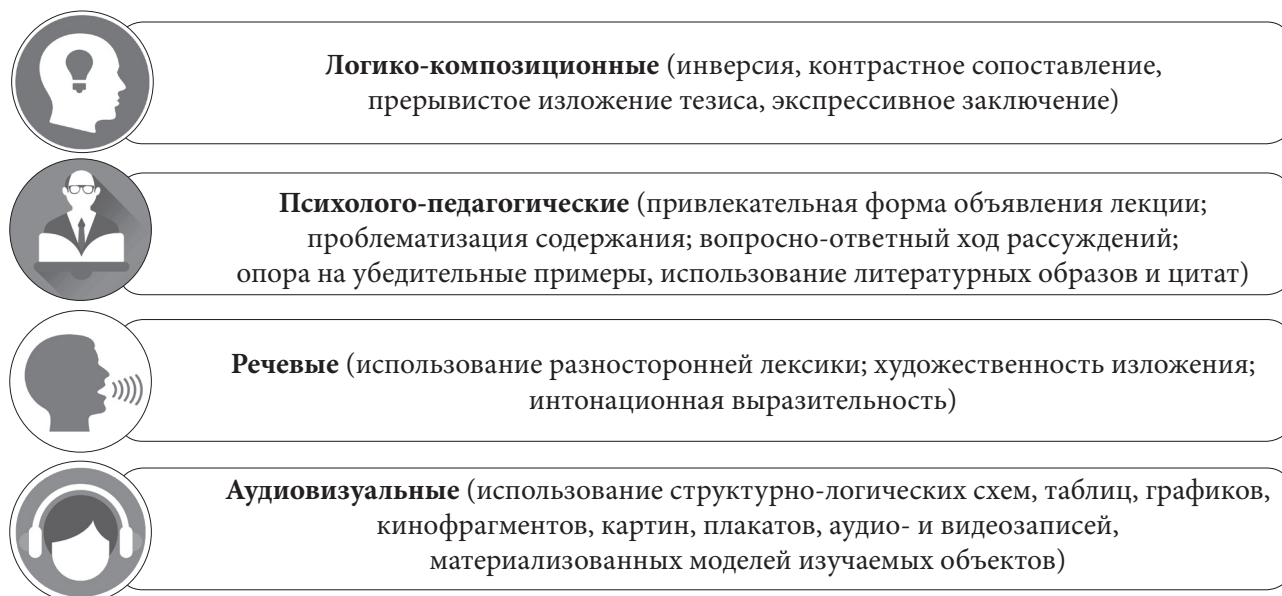 Логико-композиционные (инверсия, контрастное сопоставление,
прерывистое изложение тезиса, экспрессивное заключение)
Психолого-педагогические (привлекательная форма объявления лекции;
проблематизация содержания; вопросно-ответный ход рассуждений;
опора на убедительные примеры, использование литературных образов и цитат)
Речевые (использование разносторонней лексики; художественность изложения;
интонационная выразительность)
Аудиовизуальные (использование структурно-логических схем, таблиц, графиков,
кинофрагментов, картин, плакатов, аудио- и видеозаписей,
материализованных моделей изучаемых объектов)